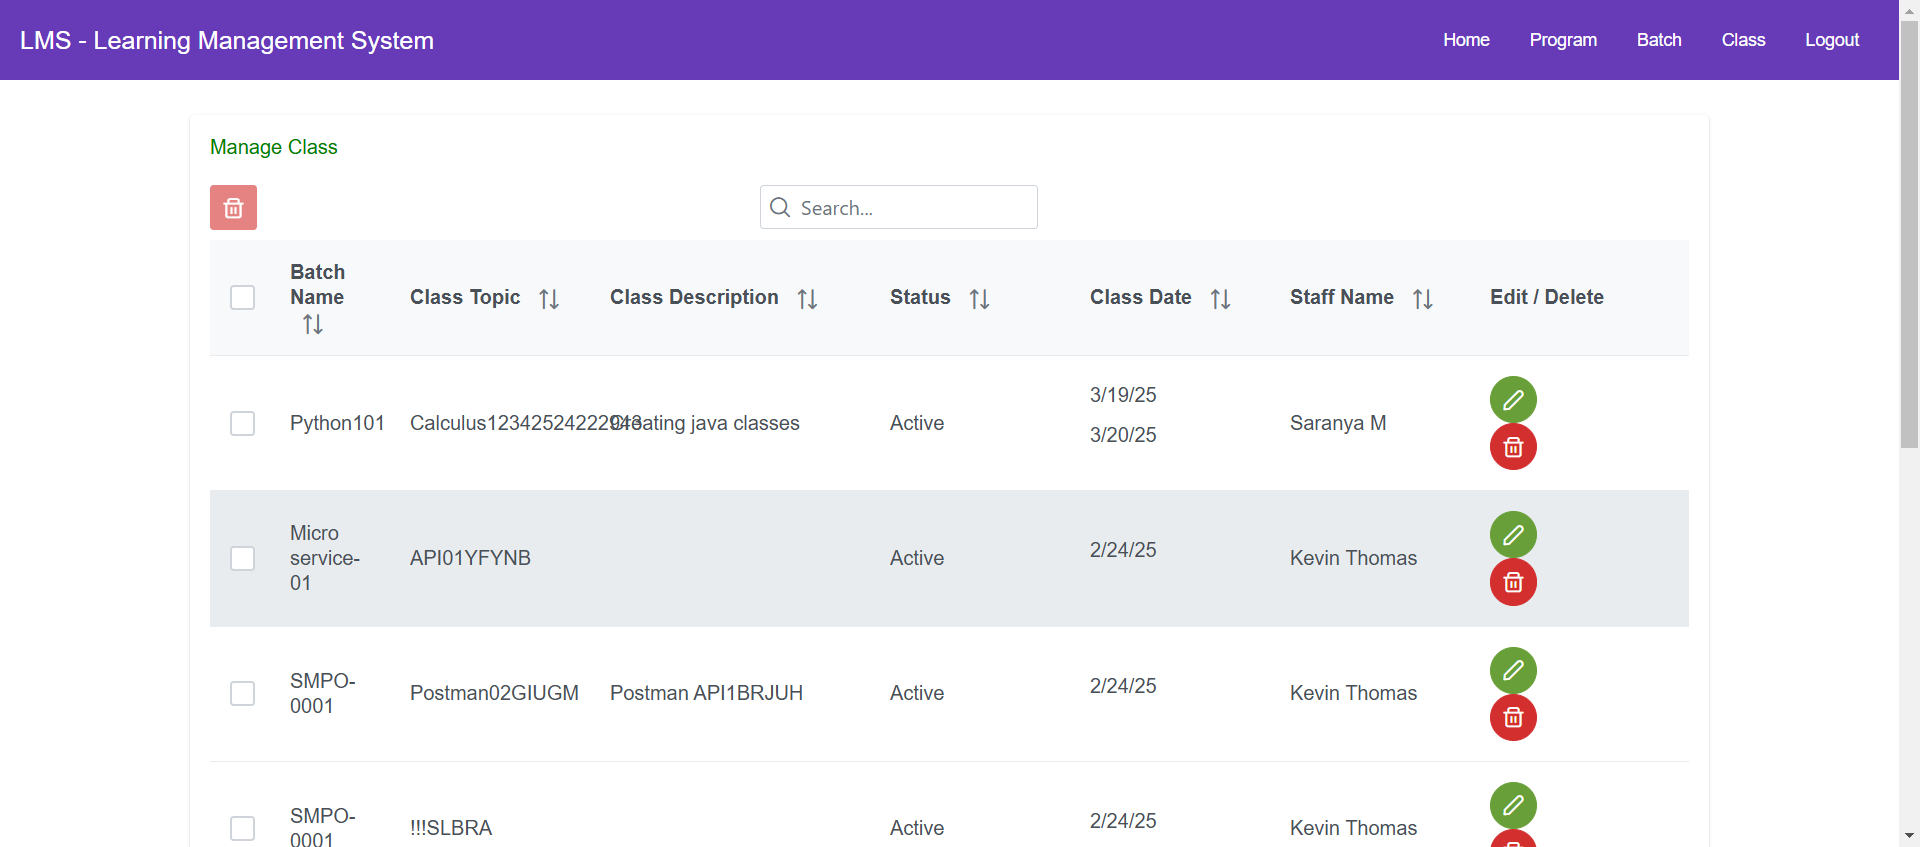 LMS - Learning Management System
Home Program Batch Class Logout
Manage Class
Search...
Batch Name Class Topic Class Description Status Class Date Staff Name Edit / Delete
Python101 Calculus12342524222943 Creating java classes Active 3/19/25 3/20/25 Saranya M
Micro service-01 API01YFYNB Active 2/24/25 Kevin Thomas
SMPO-0001 Postman02GIUGM Postman API1BRJUH Active 2/24/25 Kevin Thomas
SMPO-0001 !!!SLBRA Active 2/24/25 Kevin Thomas